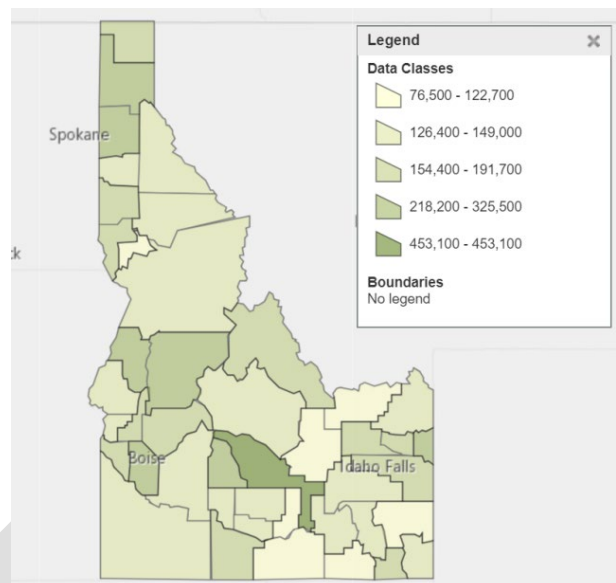 Legend
Data Classes
76,500 - 122,700
Spokane
126,400 - 149,000
154,400 - 191,700
218,200 - 325,500
ck
453,100 - 453,100
Boundaries
No legend
Boise
Idaho Falls